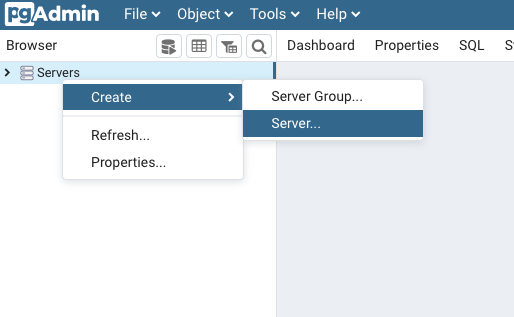 pgAdmin File Object Tools Help
Browser Dashboard Properties SQL
Servers
Create Server Group...
Server...
Refresh...
Properties...